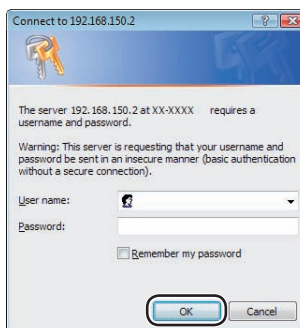 Connect to 192.168.150.2
The server 192.168.150.2 at XX-XXXX requires a
username and password.
Warning: This server is requesting that your username and
password be sent in an insecure manner (basic authentication
without a secure connection).
User name:
Password:
Remember my password
OK Cancel